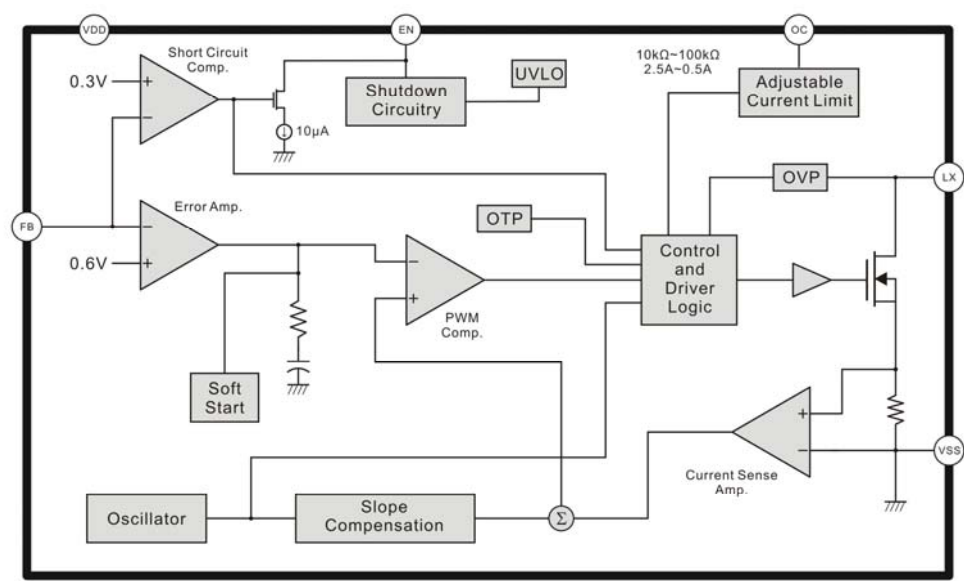 VDD
EN
OC
Short Circuit
Comp.
10kΩ~100kΩ
2.5A~0.5A
0.3V
+
−
Shutdown
Circuitry
UVLO
Adjustable
Current Limit
10μA
OVP
LX
FB
Error Amp.
−
0.6V
+
OTP
Control
and
Driver
Logic
−
+
PWM
Comp.
Soft
Start
+
−
Current Sense
Amp.
VSS
Oscillator
Slope
Compensation
Σ